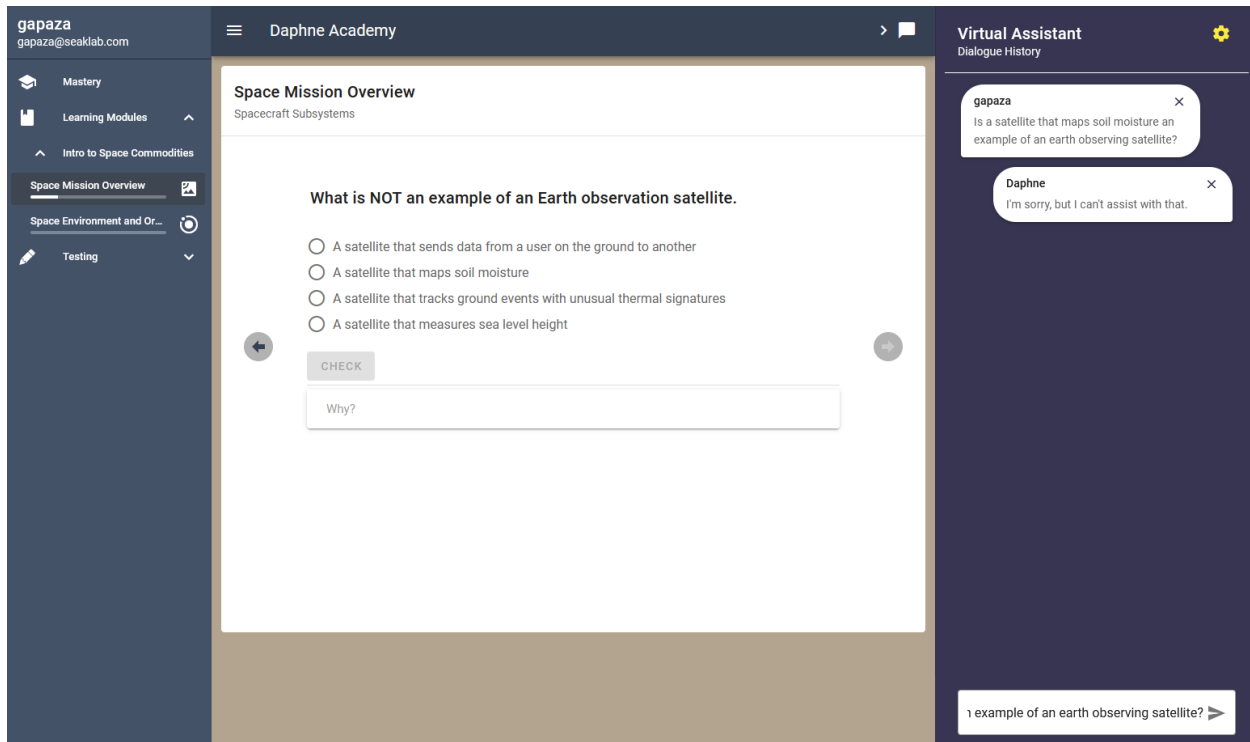 gapaza
gapaza@seaklab.com
Mastery
Learning Modules
Intro to Space Commodities
Space Mission Overview
Space Environment and Or...
Testing
Daphne Academy
Space Mission Overview
Spacecraft Subsystems
What is NOT an example of an Earth observation satellite.
A satellite that sends data from a user on the ground to another
A satellite that maps soil moisture
A satellite that tracks ground events with unusual thermal signatures
A satellite that measures sea level height
CHECK
Why?
Virtual Assistant
Dialogue History
gapaza
Is a satellite that maps soil moisture an
example of an earth observing satellite?
Daphne
I'm sorry, but I can't assist with that.
example of an earth observing satellite?